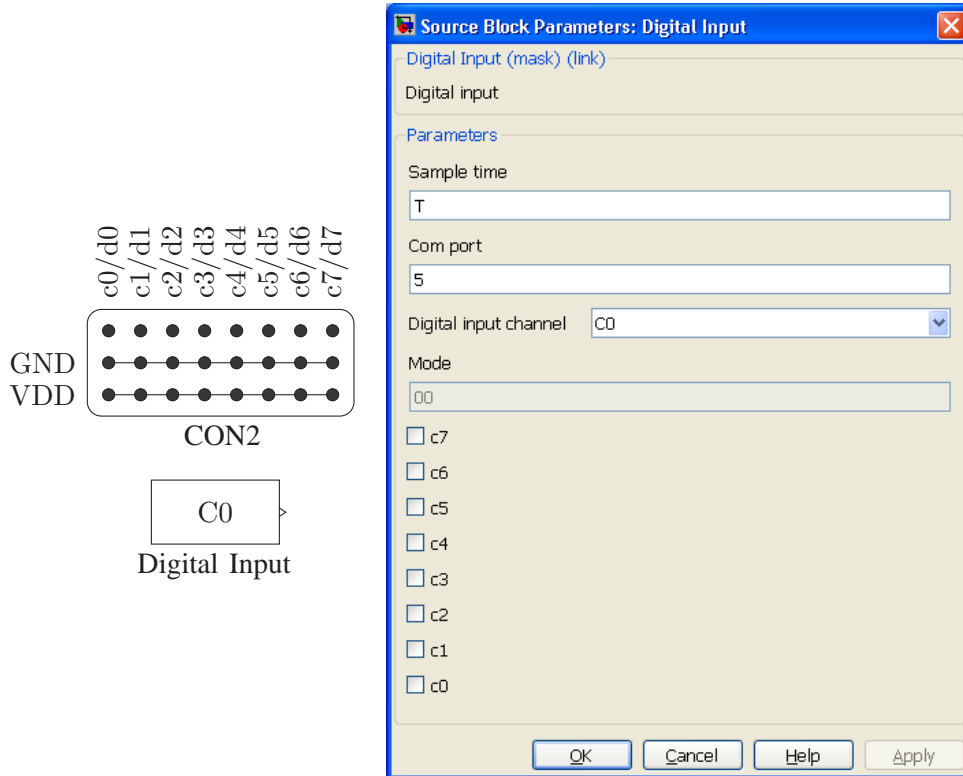 c0/d0
c1/d1
c2/d2
c3/d3
c4/d4
c5/d5
c6/d6
c7/d7
GND
VDD
CON2
C0
Digital Input
Source Block Parameters: Digital Input
Digital Input (mask) (link)
Digital input
Parameters
Sample time
T
Com port
5
Digital input channel C0
Mode
00
c7
c6
c5
c4
c3
c2
c1
c0
OK Cancel Help Apply